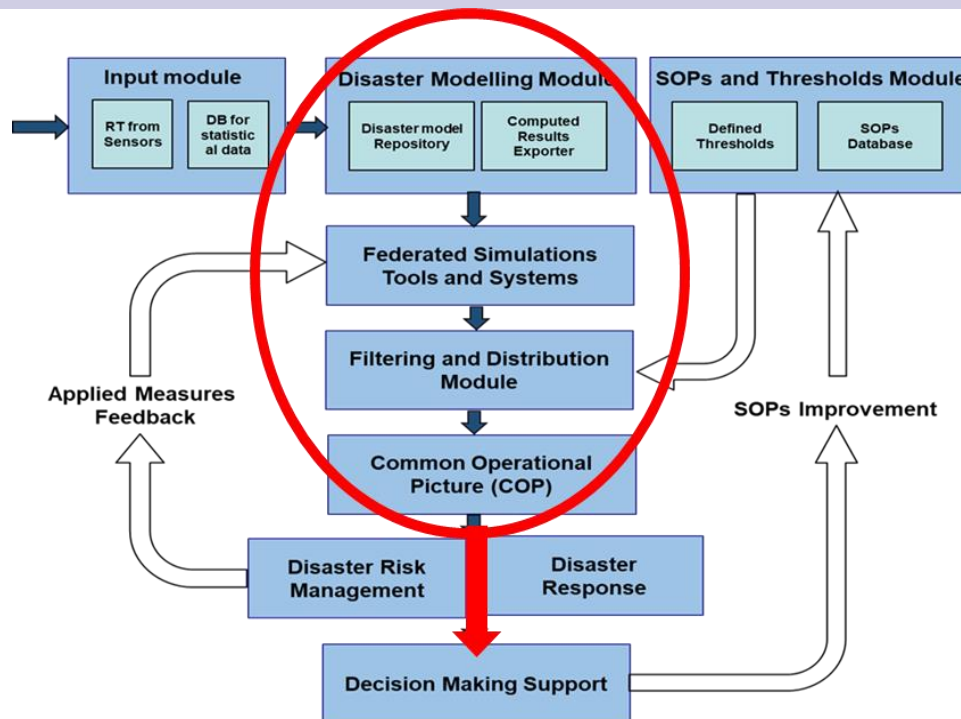 Input module
RT from
Sensors
DB for
statistic
al data
Disaster Modelling Module
Disaster model
Repository
Computed
Results
Exporter
SOPs and Thresholds Module
Defined
Thresholds
SOPs
Database
Federated Simulations
Tools and Systems
Filtering and Distribution
Module
Applied Measures
Feedback
SOPs Improvement
Common Operational
Picture (COP)
Disaster Risk
Management
Disaster
Response
Decision Making Support